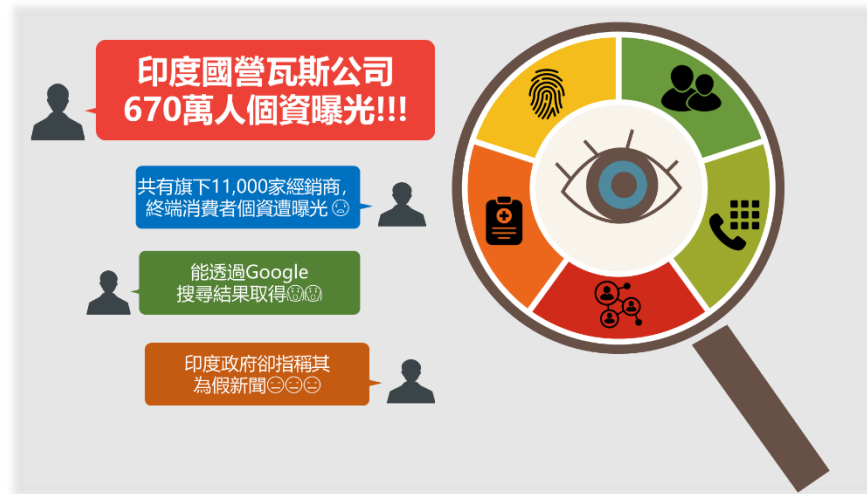 印度國營瓦斯公司
670萬人個資曝光!!!
共有旗下11,000家經銷商，
終端消費者個資遭曝光☹
能透過Google
搜尋結果取得😲😲
印度政府卻指稱其
為假新聞😑😑😑